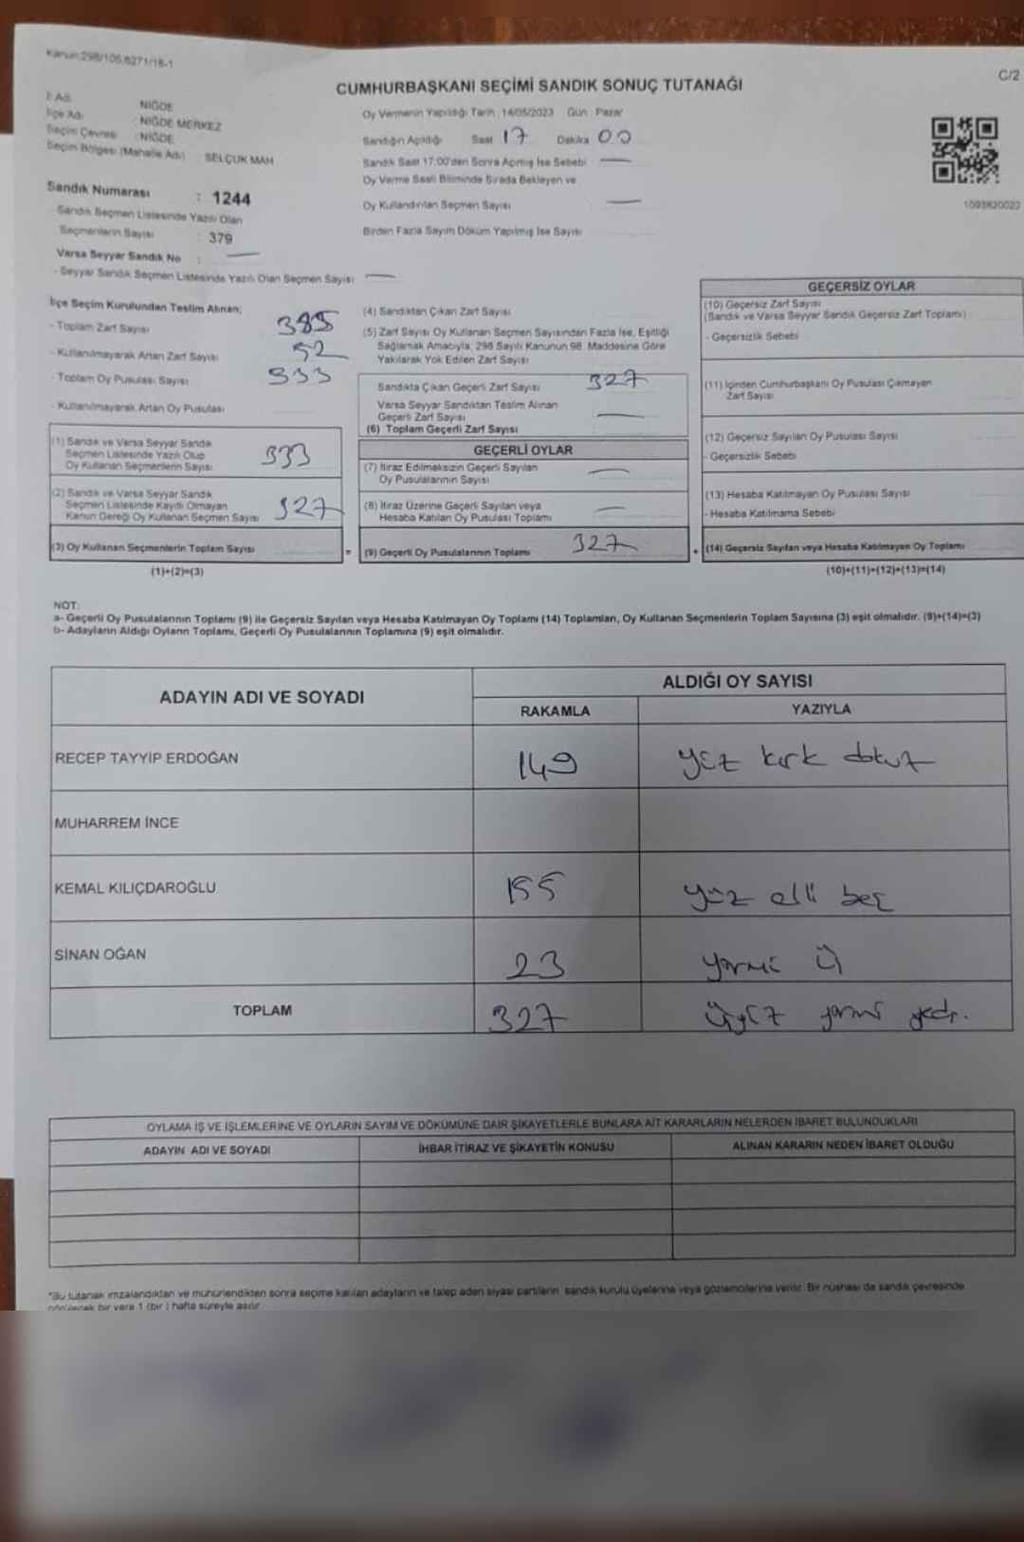 Kanun:298/105,6271/18-1
C/2
CUMHURBAŞKANI SEÇİMİ SANDIK SONUÇ TUTANAĞI
İl Adı : NİĞDE
İlçe Adı : NİĞDE MERKEZ
Seçim Çevresi : NİĞDE
Seçim Bölgesi (Mahalle Adı) : SELÇUK MAH
Sandık Numarası : 1244
Sandık Seçmen Listesinde Yazılı Olan
Seçmenlerin Sayısı : 379
Varsa Seyyar Sandık No : —
- Seyyar Sandık Seçmen Listesinde Yazılı Olan Seçmen Sayısı —
Oy Vermenin Yapıldığı Tarih : 14/05/2023 Gün : Pazar
Sandığın Açıldığı Saat 17 Dakika 00
Sandık Saat 17:00'den Sonra Açılmış İse Sebebi —
Oy Verme Saati Bitiminde Sırada Bekleyen ve
Oy Kullandırılan Seçmen Sayısı —
Birden Fazla Sayım Döküm Yapılmış İse Sayısı
İlçe Seçim Kurulundan Teslim Alınan;
- Toplam Zarf Sayısı 385
- Kullanılmayarak Artan Zarf Sayısı 52
- Toplam Oy Pusulası Sayısı 333
- Kullanılmayarak Artan Oy Pusulası
(1) Sandık ve Varsa Seyyar Sandık
Seçmen Listesinde Yazılı Olup
Oy Kullanan Seçmenlerin Sayısı 333
(2) Sandık ve Varsa Seyyar Sandık
Seçmen Listesinde Kayıtlı Olmayan
Kanun Gereği Oy Kullanan Seçmen Sayısı 327
(3) Oy Kullanan Seçmenlerin Toplam Sayısı
(1)+(2)=(3)
(4) Sandıktan Çıkan Zarf Sayısı
(5) Zarf Sayısı Oy Kullanan Seçmen Sayısından Fazla İse, Eşitliği
Sağlamak Amacıyla, 298 Sayılı Kanunun 98. Maddesine Göre
Yakılarak Yok Edilen Zarf Sayısı
Sandıkta Çıkan Geçerli Zarf Sayısı 327
Varsa Seyyar Sandıktan Teslim Alınan
Geçerli Zarf Sayısı —
(6) Toplam Geçerli Zarf Sayısı
GEÇERLİ OYLAR
(7) İtiraz Edilmeksizin Geçerli Sayılan
Oy Pusulalarının Sayısı —
(8) İtiraz Üzerine Geçerli Sayılan veya
Hesaba Katılan Oy Pusulası Toplamı —
= (9) Geçerli Oy Pusulalarının Toplamı 327
GEÇERSİZ OYLAR
(10) Geçersiz Zarf Sayısı
(Sandık ve Varsa Seyyar Sandık Geçersiz Zarf Toplamı)
- Geçersizlik Sebebi
(11) İçinden Cumhurbaşkanı Oy Pusulası Çıkmayan
Zarf Sayısı
(12) Geçersiz Sayılan Oy Pusulası Sayısı
- Geçersizlik Sebebi
(13) Hesaba Katılmayan Oy Pusulası Sayısı
- Hesaba Katılmama Sebebi
+ (14) Geçersiz Sayılan veya Hesaba Katılmayan Oy Toplamı
(10)+(11)+(12)+(13)=(14)
NOT:
a- Geçerli Oy Pusulalarının Toplamı (9) ile Geçersiz Sayılan veya Hesaba Katılmayan Oy Toplamı (14) Toplamları, Oy Kullanan Seçmenlerin Toplam Sayısına (3) eşit olmalıdır. (9)+(14)=(3)
b- Adayların Aldığı Oyların Toplamı, Geçerli Oy Pusulalarının Toplamına (9) eşit olmalıdır.
ADAYIN ADI VE SOYADI
ALDIĞI OY SAYISI
RAKAMLA YAZIYLA
RECEP TAYYİP ERDOĞAN 149 yüz kırk dokuz
MUHARREM İNCE
KEMAL KILIÇDAROĞLU 155 yüz elli beş
SİNAN OĞAN 23 yirmi üç
TOPLAM 327 üçyüz yirmi yedi.
OYLAMA İŞ VE İŞLEMLERİNE VE OYLARIN SAYIM VE DÖKÜMÜNE DAİR ŞİKAYETLERLE BUNLARA AİT KARARLARIN NELERDEN İBARET BULUNDUKLARI
ADAYIN ADI VE SOYADI İHBAR İTİRAZ VE ŞİKAYETİN KONUSU ALINAN KARARIN NEDEN İBARET OLDUĞU
*Bu tutanak imzalandıktan ve mühürlendikten sonra seçime katılan adayların ve talep eden siyasi partilerin sandık kurulu üyelerine veya gözlemcilerine verilir. Bir nüshası da sandık çevresinde
görülecek bir yere 1 (bir) hafta süreyle asılır